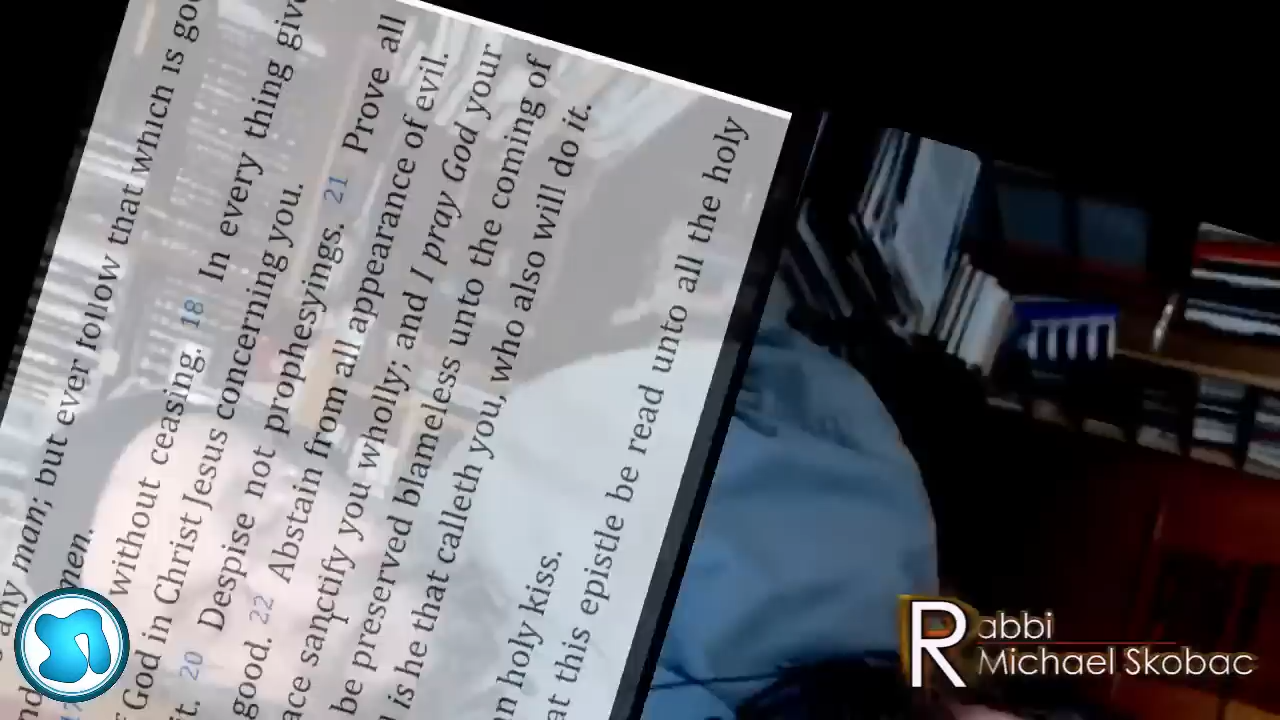 any man; but ever follow that which is
men.
without ceasing. 18 In every thing
God in Christ Jesus concerning you.
it. 20 Despise not prophesyings. 21 Prove all
good. 22 Abstain from all appearance of evil.
sanctify you wholly; and I pray God your
be preserved blameless unto the coming of
is he that calleth you, who also will do it.
holy kiss.
this epistle be read unto all the holy
Rabbi
Michael Skobac